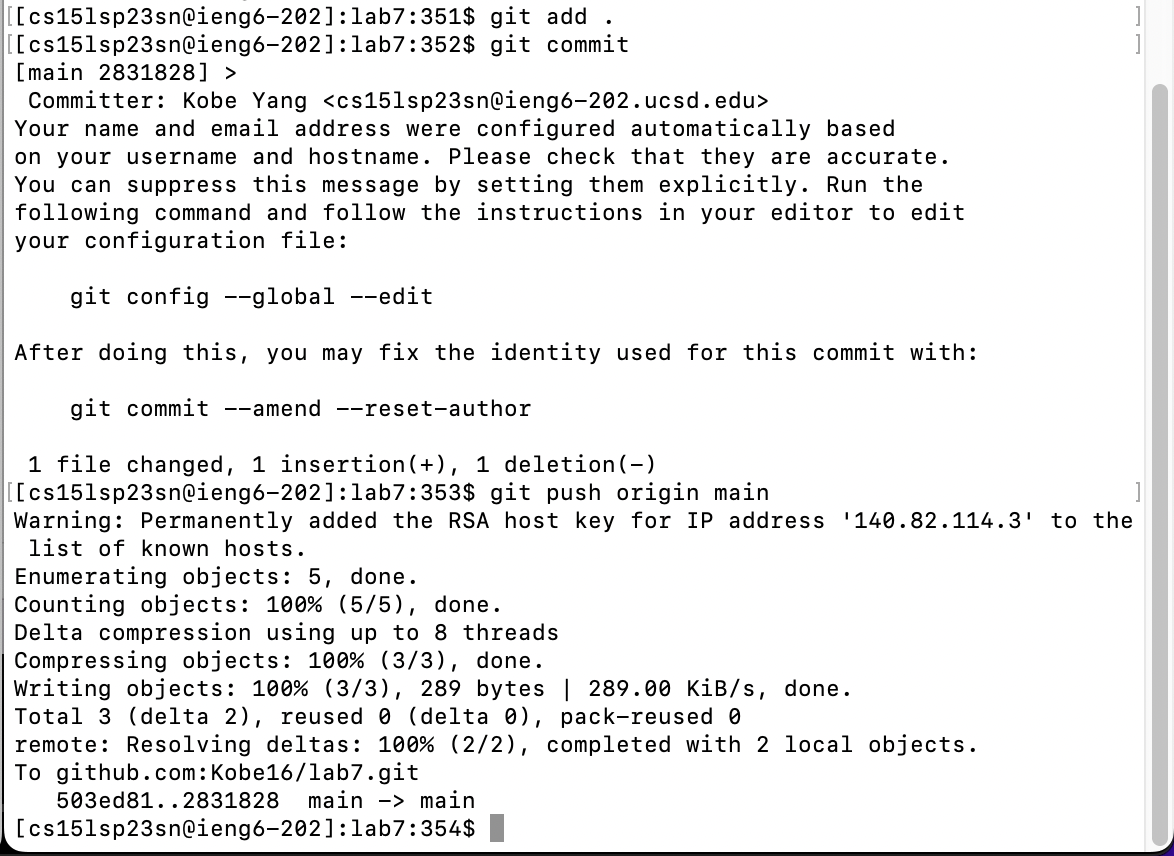 [[cs15lsp23sn@ieng6-202]:lab7:351$ git add .                                     ]
[[cs15lsp23sn@ieng6-202]:lab7:352$ git commit                                    ]
[main 2831828] >
 Committer: Kobe Yang <cs15lsp23sn@ieng6-202.ucsd.edu>
Your name and email address were configured automatically based
on your username and hostname. Please check that they are accurate.
You can suppress this message by setting them explicitly. Run the
following command and follow the instructions in your editor to edit
your configuration file:

    git config --global --edit

After doing this, you may fix the identity used for this commit with:

    git commit --amend --reset-author

 1 file changed, 1 insertion(+), 1 deletion(-)
[[cs15lsp23sn@ieng6-202]:lab7:353$ git push origin main                          ]
Warning: Permanently added the RSA host key for IP address '140.82.114.3' to the
 list of known hosts.
Enumerating objects: 5, done.
Counting objects: 100% (5/5), done.
Delta compression using up to 8 threads
Compressing objects: 100% (3/3), done.
Writing objects: 100% (3/3), 289 bytes | 289.00 KiB/s, done.
Total 3 (delta 2), reused 0 (delta 0), pack-reused 0
remote: Resolving deltas: 100% (2/2), completed with 2 local objects.
To github.com:Kobe16/lab7.git
   503ed81..2831828  main -> main
[cs15lsp23sn@ieng6-202]:lab7:354$